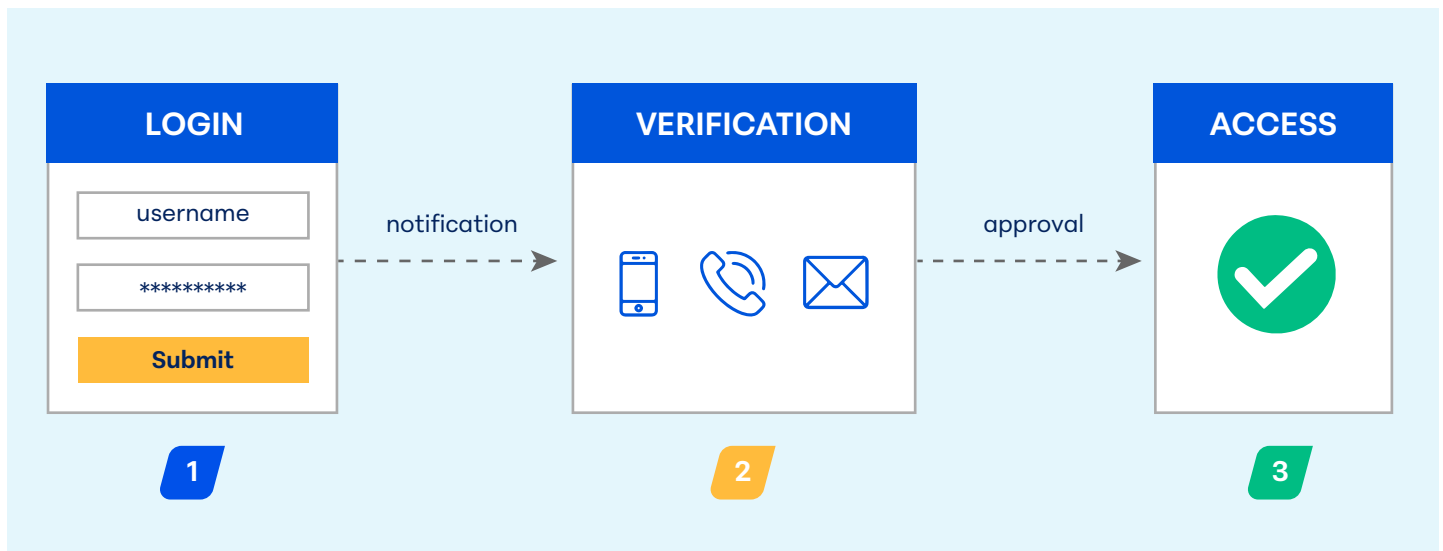 LOGIN
VERIFICATION
ACCESS
username
notification
approval
**********
Submit
1
2
3